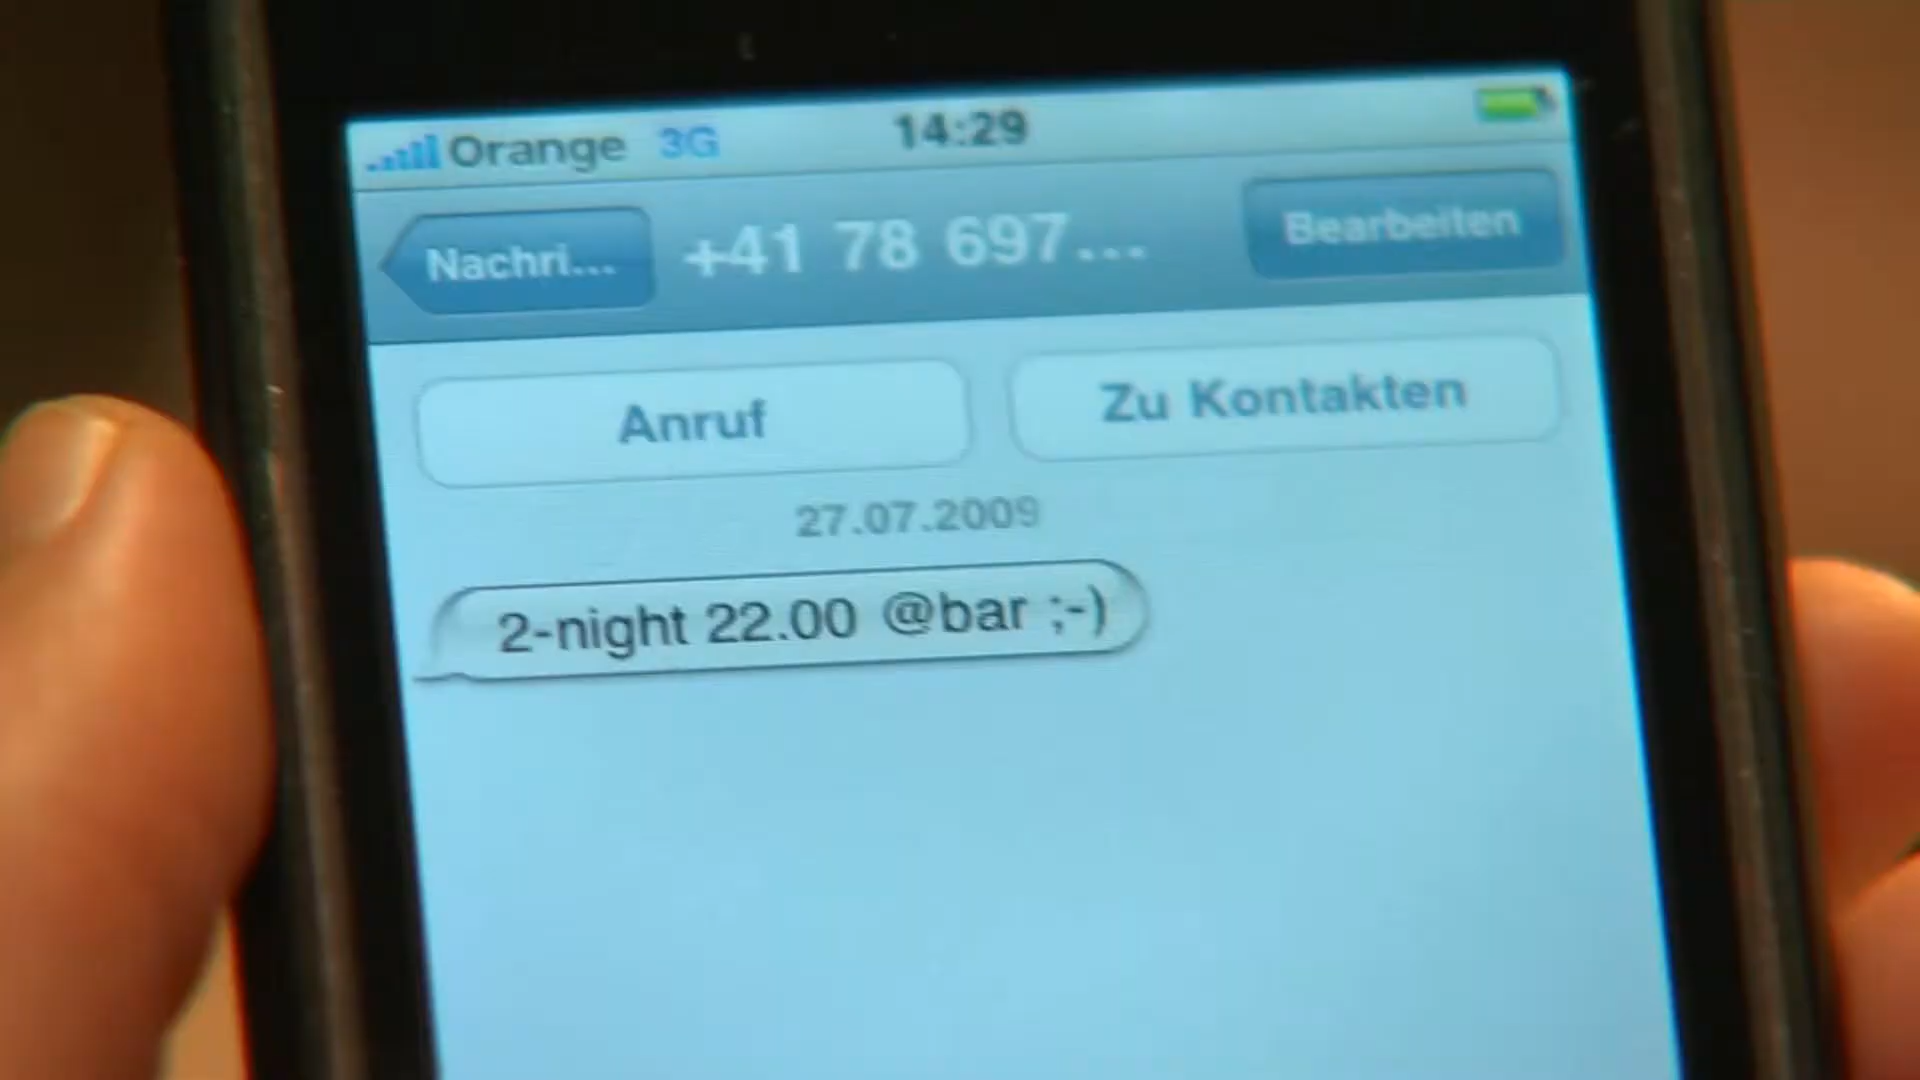 Orange 3G 14:29
Nachri... +41 78 697... Bearbeiten
Anruf Zu Kontakten
27.07.2009
2-night 22.00 @bar ;-)